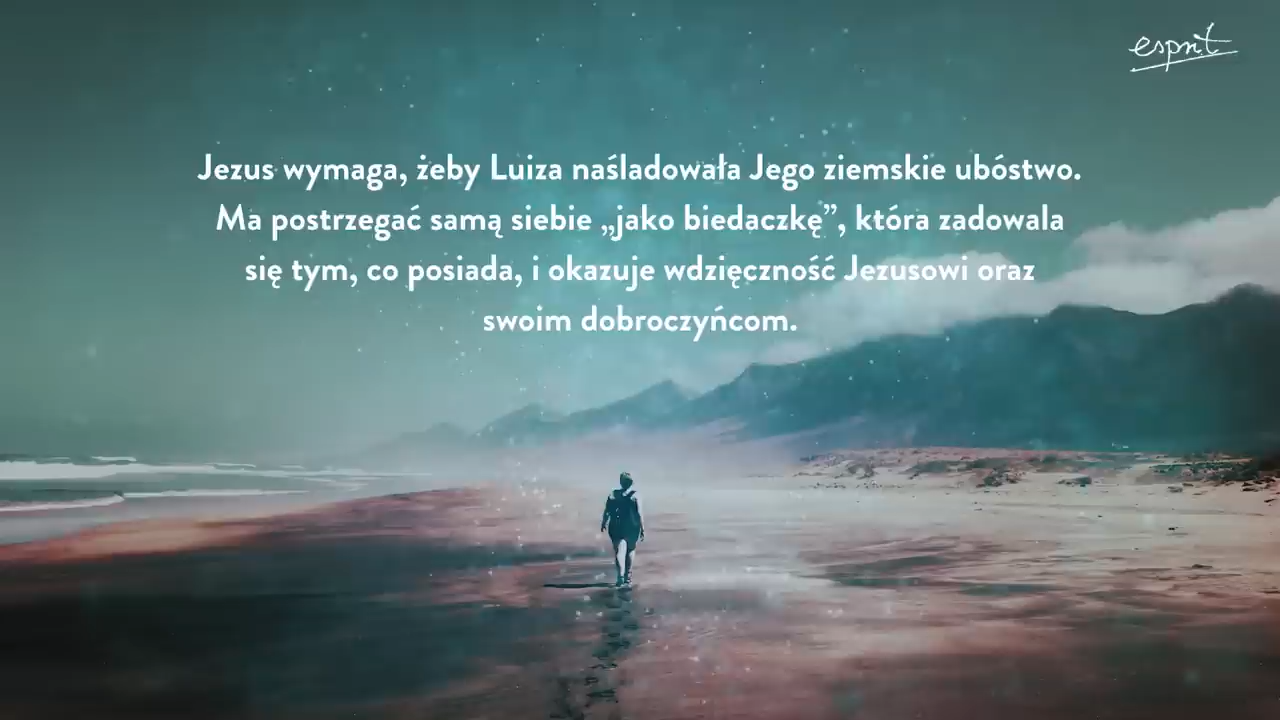 esprit
Jezus wymaga, żeby Luiza naśladowała Jego ziemskie ubóstwo.
Ma postrzegać samą siebie „jako biedaczkę”, która zadowala
się tym, co posiada, i okazuje wdzięczność Jezusowi oraz
swoim dobroczyńcom.